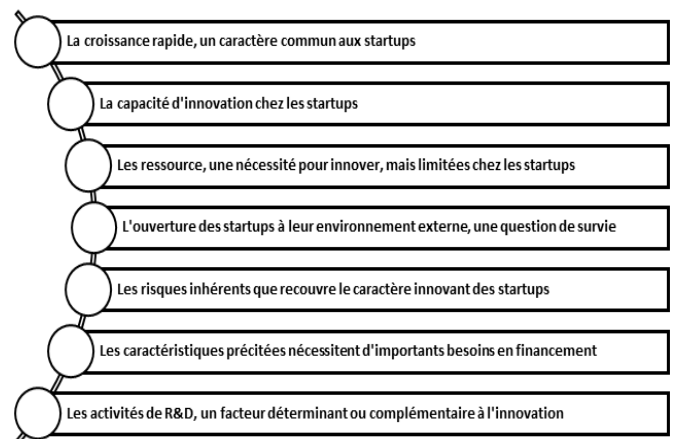 La croissance rapide, un caractère commun aux startups
La capacité d'innovation chez les startups
Les ressource, une nécessité pour innover, mais limitées chez les startups
L'ouverture des startups à leur environnement externe, une question de survie
Les risques inhérents que recouvre le caractère innovant des startups
Les caractéristiques précitées nécessitent d'importants besoins en financement
Les activités de R&D, un facteur déterminant ou complémentaire à l'innovation